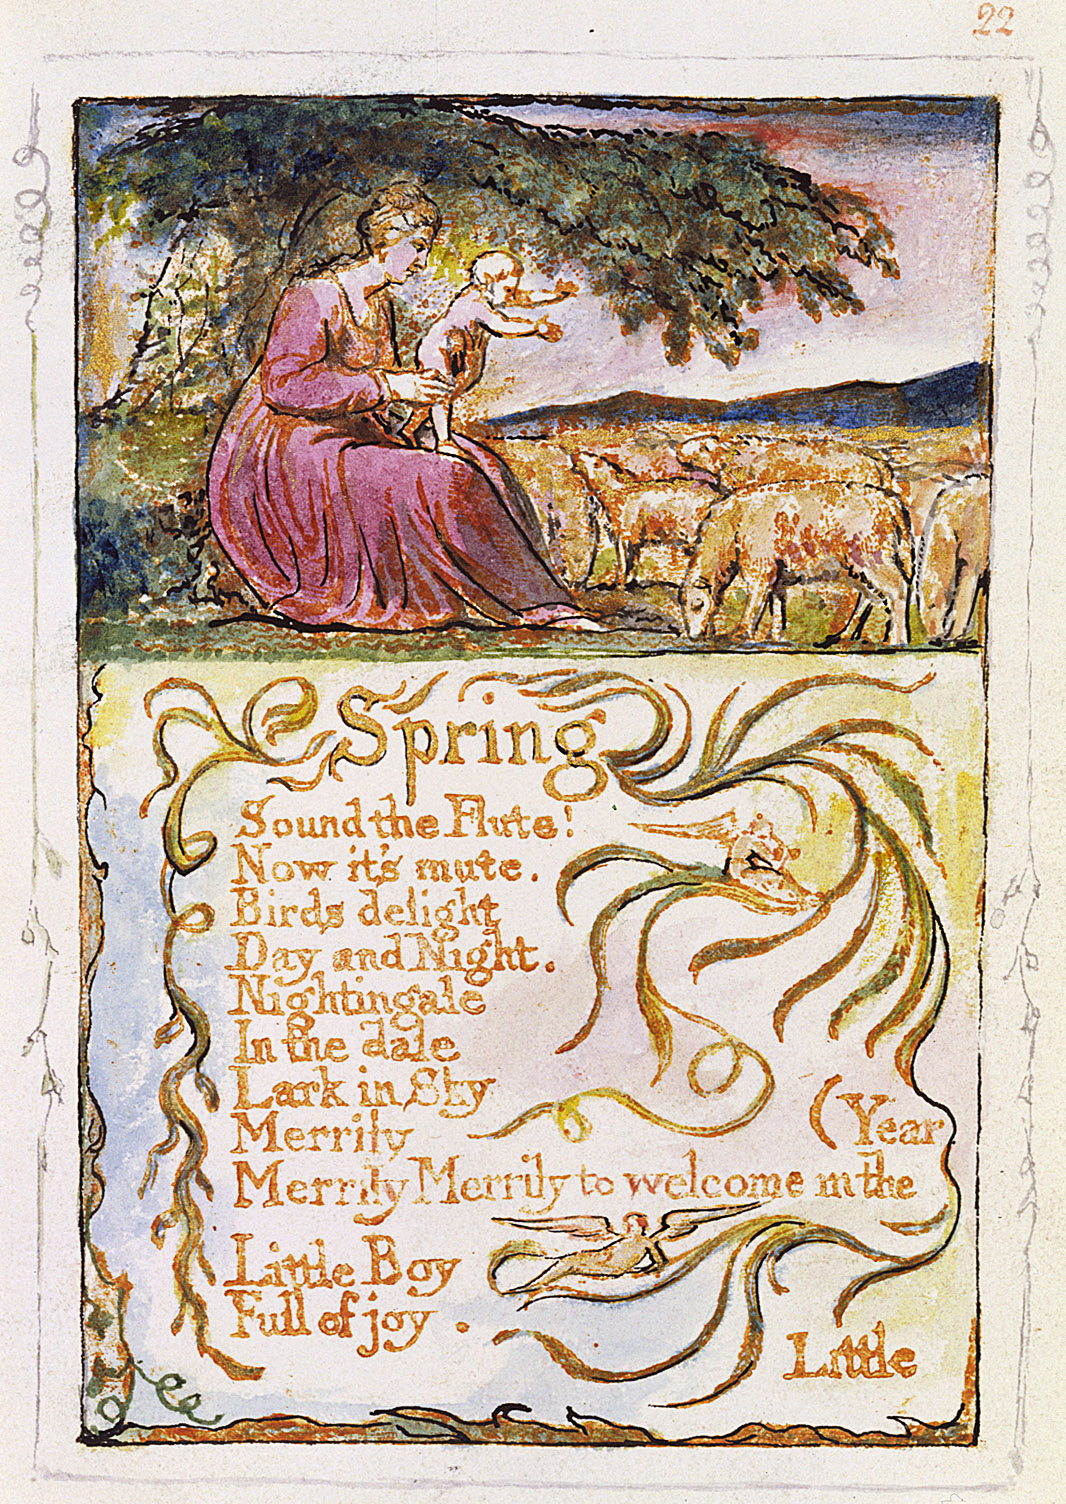 22
Spring
Sound the Flute!
Now it's mute.
Birds delight
Day and Night.
Nightingale
In the dale
Lark in Sky
Merrily
Merrily Merrily to welcome in the
(Year
Little Boy
Full of joy.
Little